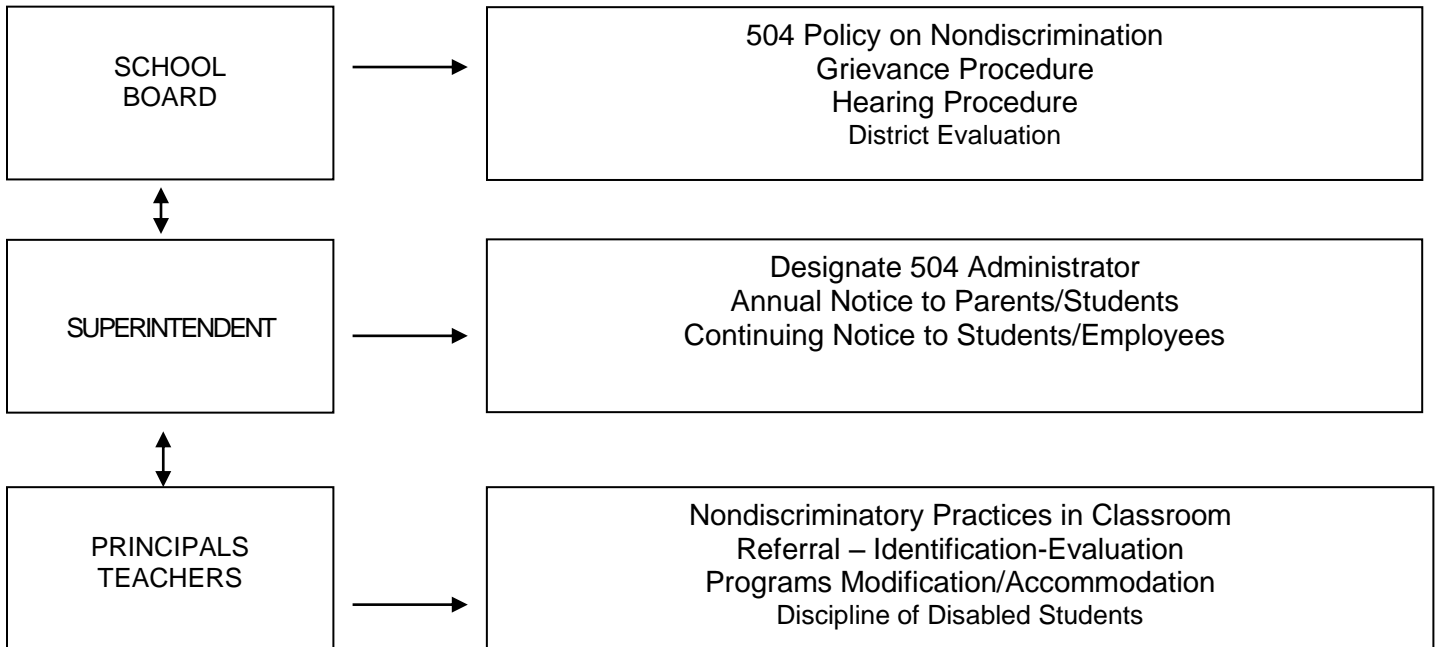 SCHOOL
BOARD
504 Policy on Nondiscrimination
Grievance Procedure
Hearing Procedure
District Evaluation
SUPERINTENDENT
Designate 504 Administrator
Annual Notice to Parents/Students
Continuing Notice to Students/Employees
PRINCIPALS
TEACHERS
Nondiscriminatory Practices in Classroom
Referral – Identification-Evaluation
Programs Modification/Accommodation
Discipline of Disabled Students